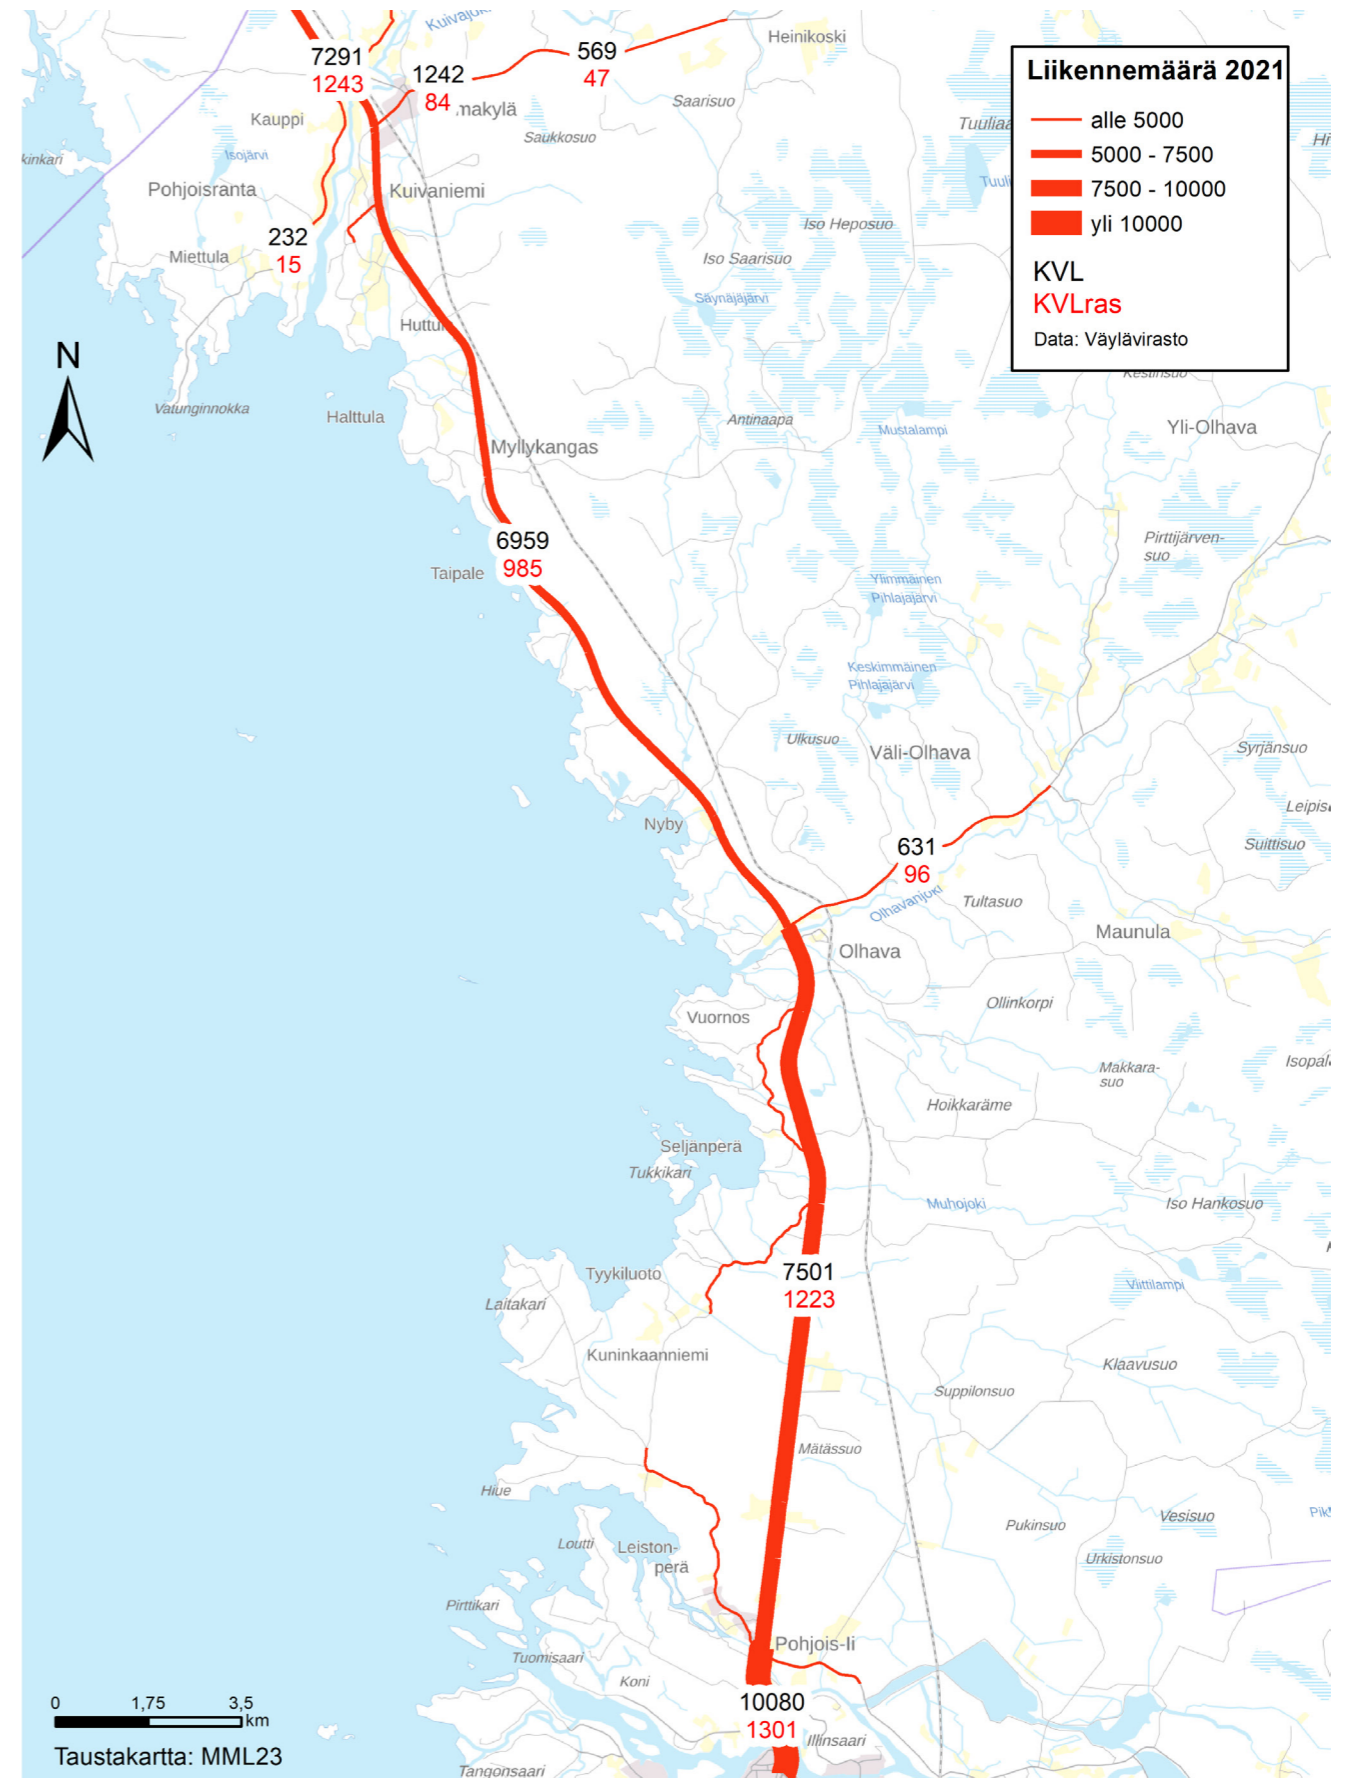 Kuivajoki
Heinikoski
7291
1243
1242
84
569
47
makylä
Saarisuo
Saukkosuo
Kauppi
Isojärvi
kinkari
Pohjoisranta
Kuivaniemi
Miettula
232
15
Iso Heposuo
Iso Saarisuo
Säynäjäjärvi
Liikennemäärä 2021
alle 5000
5000 - 7500
7500 - 10000
yli 10000
KVL
KVLras
Data: Väylävirasto
N
Vatunginnokka
Halttula
Antinaapa
Mustalampi
Yli-Olhava
Myllykangas
6959
985
Taipale
Pirttijärven-
suo
Ylimmäinen
Pihlajajärvi
Keskimmäinen
Pihlajajärvi
Ulkusuo
Väli-Olhava
Syrjänsuo
Suittisuo
Nyby
631
96
Olhavanjoki
Tultasuo
Maunula
Olhava
Ollinkorpi
Vuornos
Makkara-
suo
Hoikkaräme
Seljänperä
Tukkikari
Muhojoki
Iso Hankosuo
Tyykiluoto
7501
1223
Viittilampi
Laitakari
Kuninkaanniemi
Klaavusuo
Suppilonsuo
Mätässuo
Hiue
Vesisuo
Pukinsuo
Loutti
Leiston-
perä
Urkistonsuo
Pirttikari
Pohjois-Ii
Tuomisaari
Koni
10080
1301
Illinsaari
0 1,75 3,5
km
Taustakartta: MML23
Tangonsaari